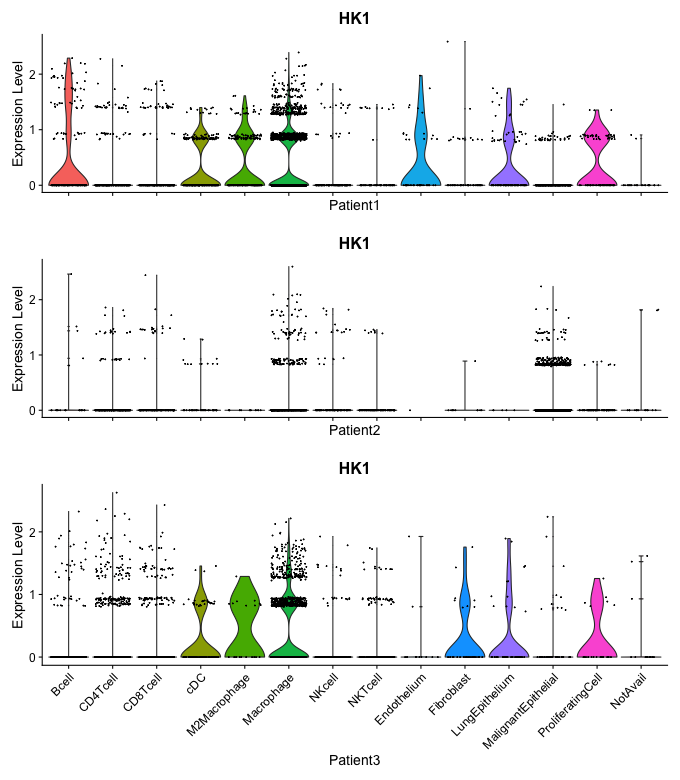 HK1
Expression Level
2
1
0
Patient1
HK1
Expression Level
2
1
0
Patient2
HK1
Expression Level
2
1
0
Bcell
CD4Tcell
CD8Tcell
cDC
M2Macrophage
Macrophage
NKcell
NKTcell
Endothelium
Fibroblast
LungEpithelium
MalignantEpithelial
ProliferatingCell
NotAvail
Patient3